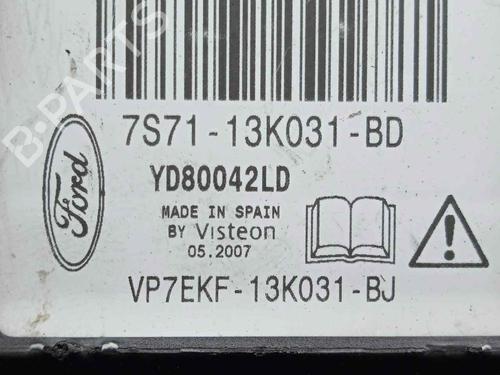 B-PARTS
7S71-13K031-BD
YD80042LD
Ford
MADE IN SPAIN
BY Visteon
05.2007
VP7EKF-13K031-BJ